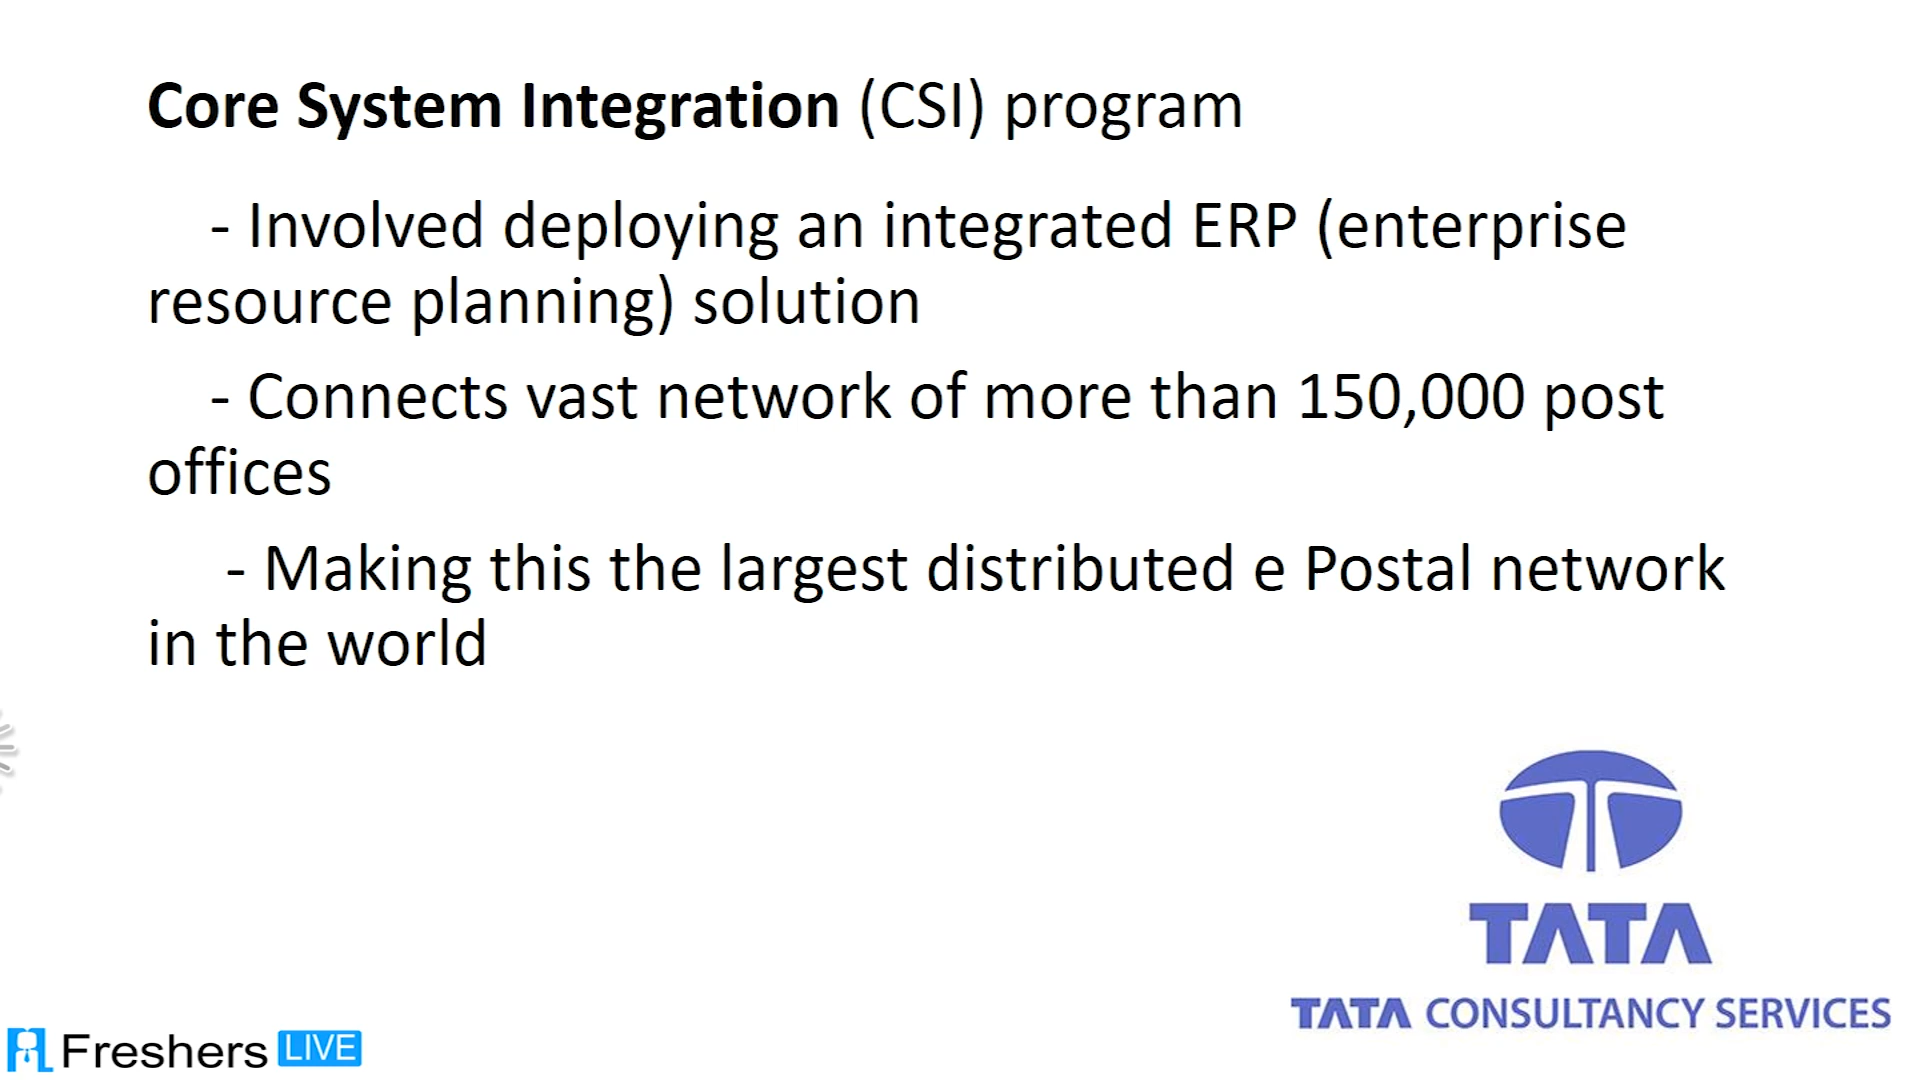 Core System Integration (CSI) program
- Involved deploying an integrated ERP (enterprise
resource planning) solution
- Connects vast network of more than 150,000 post
offices
- Making this the largest distributed e Postal network
in the world
TATA
TATA CONSULTANCY SERVICES
Freshers LIVE